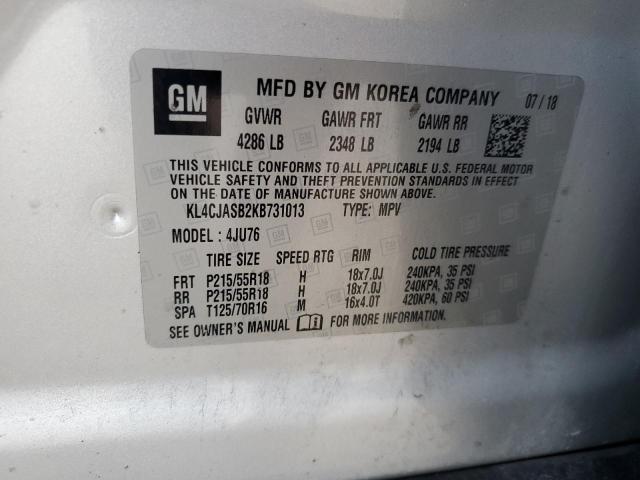 GM
MFD BY GM KOREA COMPANY 07 / 18
GVWR GAWR FRT GAWR RR
4286 LB 2348 LB 2194 LB
THIS VEHICLE CONFORMS TO ALL APPLICABLE U.S. FEDERAL MOTOR
VEHICLE SAFETY AND THEFT PREVENTION STANDARDS IN EFFECT
ON THE DATE OF MANUFACTURE SHOWN ABOVE.
KL4CJASB2KB731013 TYPE: MPV
MODEL : 4JU76
TIRE SIZE SPEED RTG RIM COLD TIRE PRESSURE
FRT P215/55R18 H 18x7.0J 240KPA, 35 PSI
RR P215/55R18 H 18x7.0J 240KPA, 35 PSI
SPA T125/70R16 M 16x4.0T 420KPA, 60 PSI
SEE OWNER'S MANUAL FOR MORE INFORMATION.